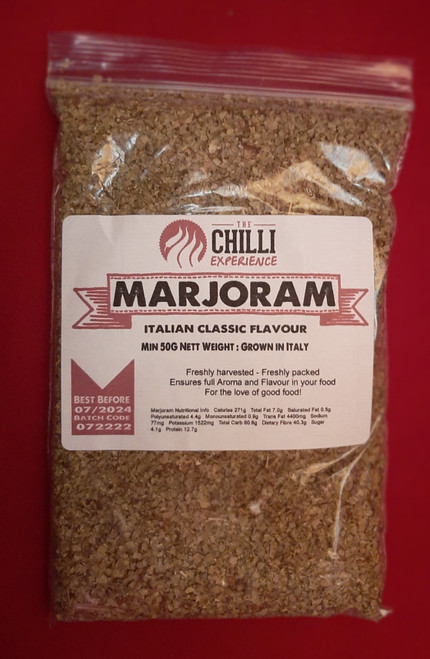 THE
CHILLI
EXPERIENCE
MARJORAM
ITALIAN CLASSIC FLAVOUR
MIN 50G NETT WEIGHT : GROWN IN ITALY
Freshly harvested - Freshly packed
Ensures full Aroma and Flavour in your food
For the love of good food!
BEST BEFORE
07/2024
BATCH CODE
072222
Marjoram Nutritional Info Calories 271g Total Fat 7.0g Saturated Fat 0.5g
Polyunsaturated 4.4g Monounsaturated 0.9g Trans Fat 4400mg Sodium
77mg Potassium 1522mg Total Carb 60.6g Dietary Fibre 40.3g Sugar
4.1g Protein 12.7g